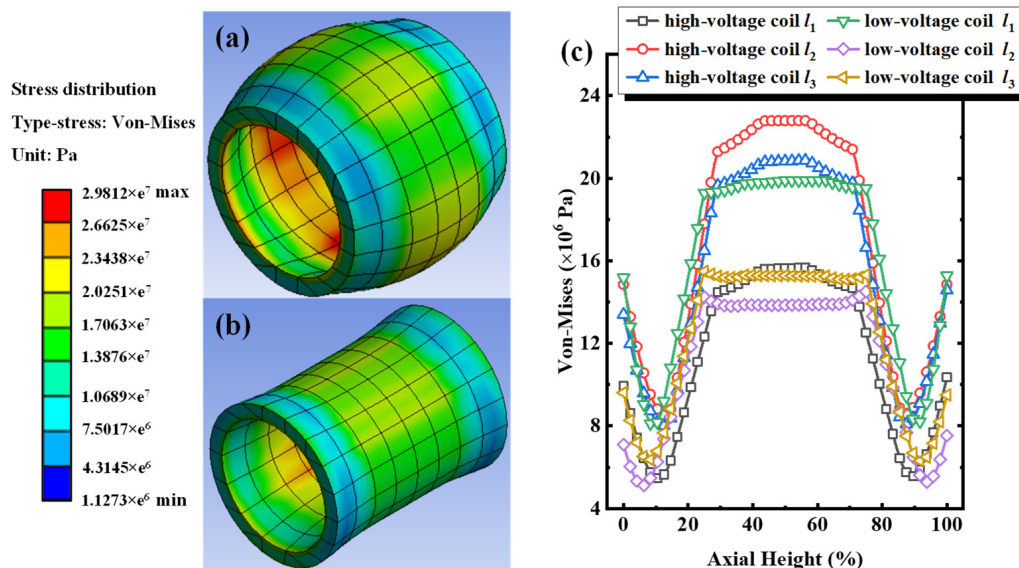 Stress distribution
Type-stress: Von-Mises
Unit: Pa
2.9812×e⁷ max
2.6625×e⁷
2.3438×e⁷
2.0251×e⁷
1.7063×e⁷
1.3876×e⁷
1.0689×e⁷
7.5017×e⁶
4.3145×e⁶
1.1273×e⁶ min
(a)
(b)
(c)
high-voltage coil l₁
low-voltage coil l₁
high-voltage coil l₂
low-voltage coil l₂
high-voltage coil l₃
low-voltage coil l₃
Von-Mises (×10⁶ Pa)
24
20
16
12
8
4
0
20
40
60
80
100
Axial Height (%)